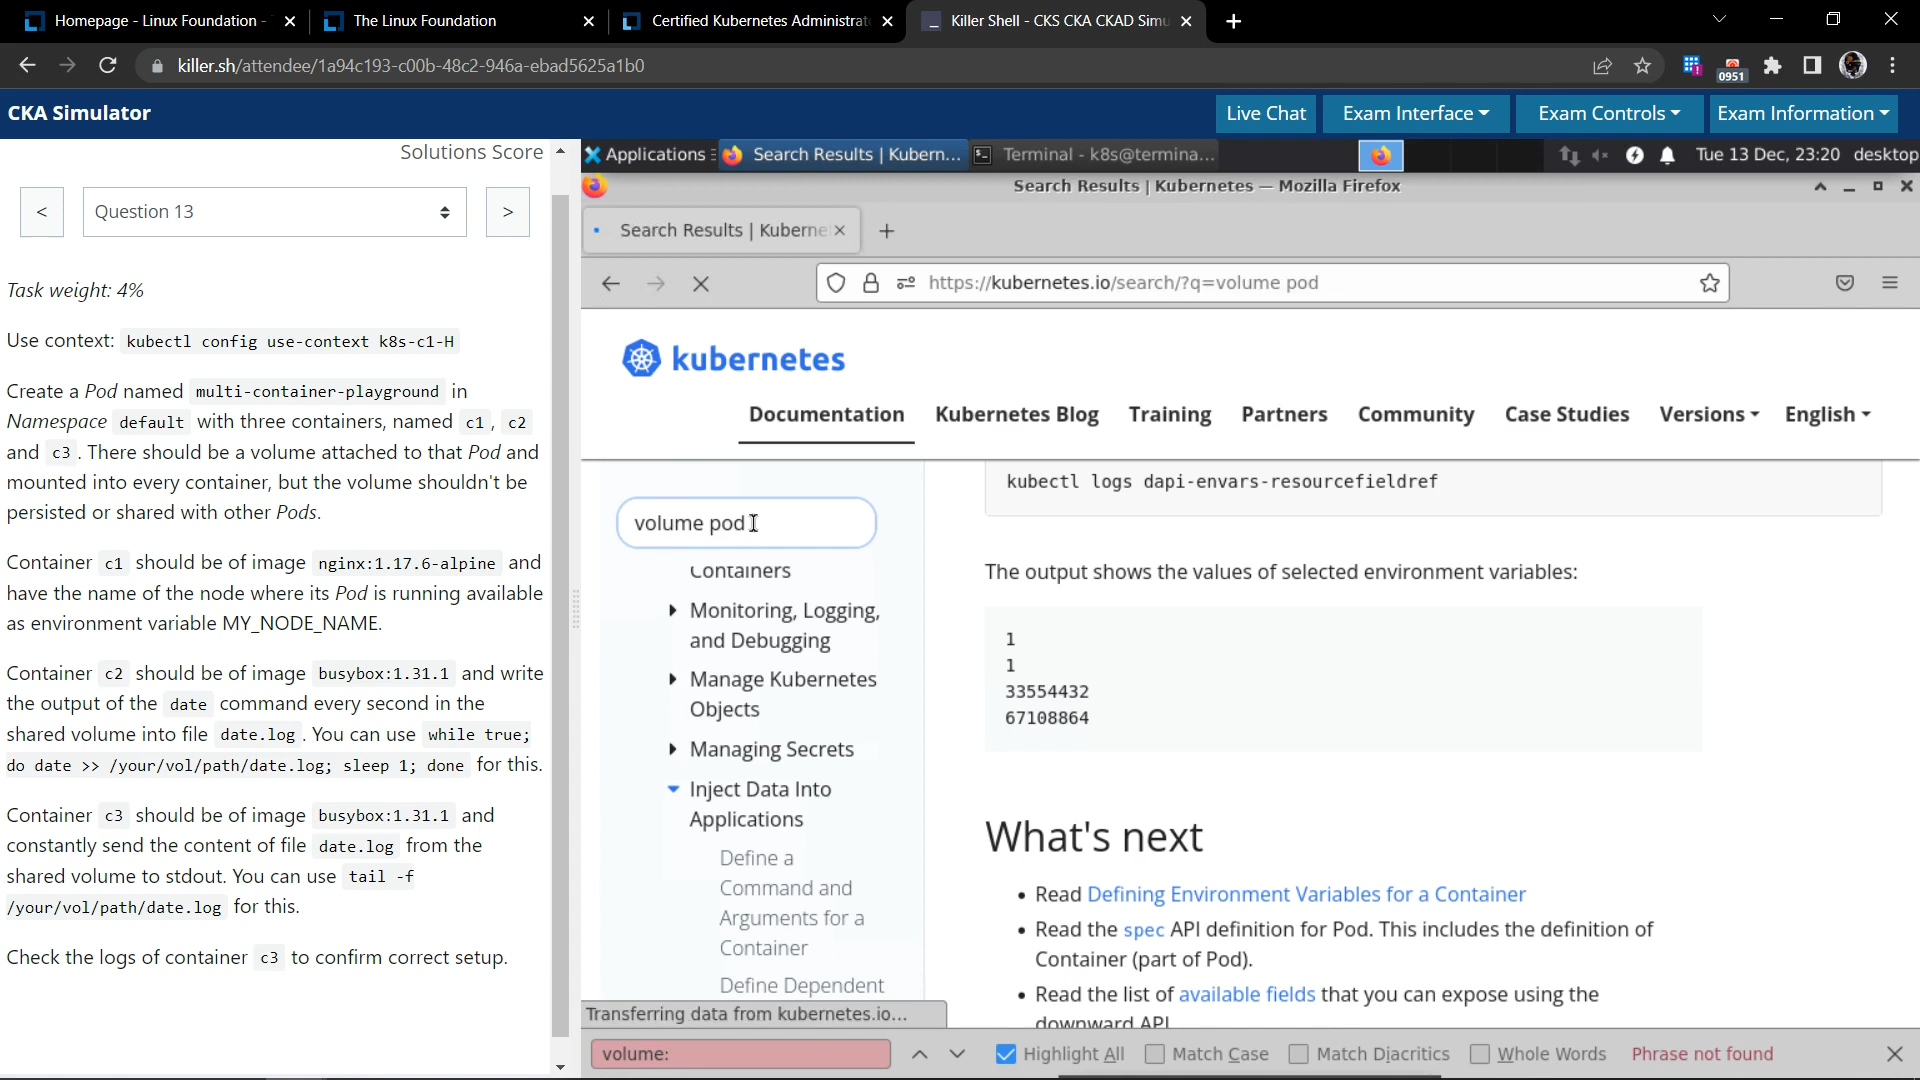 Homepage - Linux Foundation -
The Linux Foundation
Certified Kubernetes Administrat
Killer Shell - CKS CKA CKAD Simu
killer.sh/attendee/1a94c193-c00b-48c2-946a-ebad5625a1b0
0951
CKA Simulator
Live Chat
Exam Interface
Exam Controls
Exam Information
Solutions Score
<
Question 13
>
Task weight: 4%
Use context: kubectl config use-context k8s-c1-H
Create a Pod named multi-container-playground in
Namespace default with three containers, named c1, c2
and c3. There should be a volume attached to that Pod and
mounted into every container, but the volume shouldn't be
persisted or shared with other Pods.
Container c1 should be of image nginx:1.17.6-alpine and
have the name of the node where its Pod is running available
as environment variable MY_NODE_NAME.
Container c2 should be of image busybox:1.31.1 and write
the output of the date command every second in the
shared volume into file date.log. You can use while true;
do date >> /your/vol/path/date.log; sleep 1; done for this.
Container c3 should be of image busybox:1.31.1 and
constantly send the content of file date.log from the
shared volume to stdout. You can use tail -f
/your/vol/path/date.log for this.
Check the logs of container c3 to confirm correct setup.
Applications
Search Results | Kubern...
Terminal - k8s@termina...
Tue 13 Dec, 23:20 desktop
Search Results | Kubernetes — Mozilla Firefox
Search Results | Kuberne
https://kubernetes.io/search/?q=volume pod
kubernetes
Documentation
Kubernetes Blog
Training
Partners
Community
Case Studies
Versions
English
volume pod
Containers
Monitoring, Logging,
and Debugging
Manage Kubernetes
Objects
Managing Secrets
Inject Data Into
Applications
Define a
Command and
Arguments for a
Container
Define Dependent
kubectl logs dapi-envars-resourcefieldref
The output shows the values of selected environment variables:
1
1
33554432
67108864
What's next
• Read Defining Environment Variables for a Container
• Read the spec API definition for Pod. This includes the definition of
Container (part of Pod).
• Read the list of available fields that you can expose using the
downward API
Transferring data from kubernetes.io...
volume:
Highlight All
Match Case
Match Diacritics
Whole Words
Phrase not found